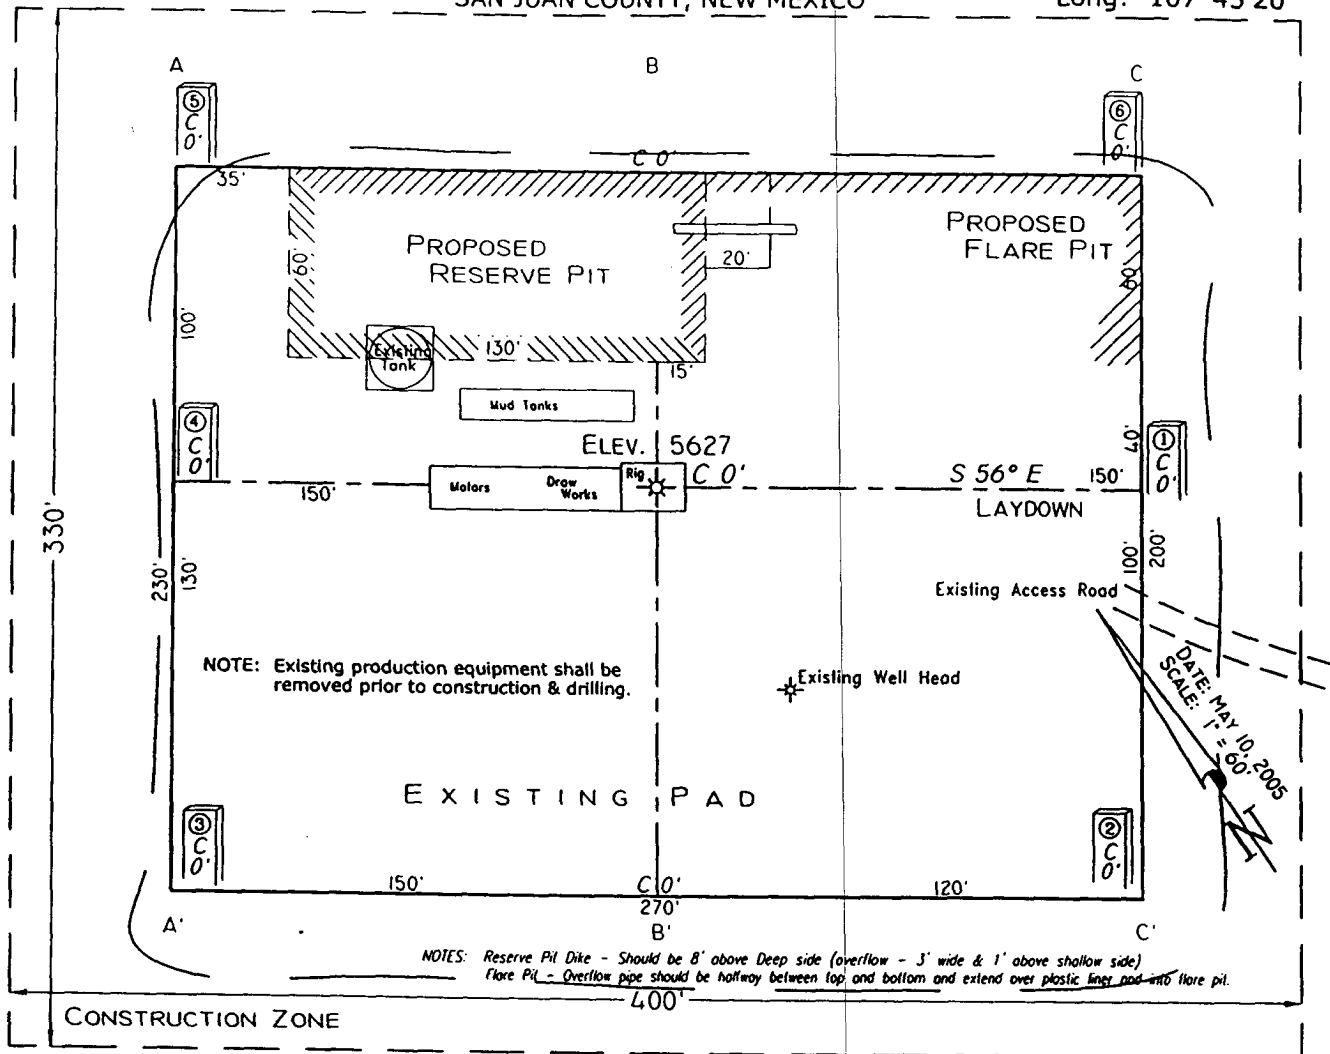 SAN JUAN COUNTY, NEW MEXICO
Long: 107°45'20"
A
B
C
5
C
0'
6
C
0'
C 0'
35'
PROPOSED
RESERVE PIT
60'
20'
PROPOSED
FLARE PIT
60'
100'
Existing
Tank
130'
15'
Mud Tanks
4
C
0'
ELEV. 5627
40'
1
C
0'
150'
Motors
Draw
Works
Rig
C 0'
S 56° E
150'
LAYDOWN
330'
230'
130'
100'
200'
Existing Access Road
NOTE: Existing production equipment shall be
removed prior to construction & drilling.
Existing Well Head
DATE: MAY 10, 2005
SCALE: 1" = 60'
N
EXISTING PAD
3
C
0'
2
C
0'
150'
C 0'
120'
270'
A'
B'
C'
NOTES: Reserve Pit Dike - Should be 8' above Deep side (overflow - 3' wide & 1' above shallow side)
Flare Pit - Overflow pipe should be halfway between top and bottom and extend over plastic liner and into flare pit.
400'
CONSTRUCTION ZONE